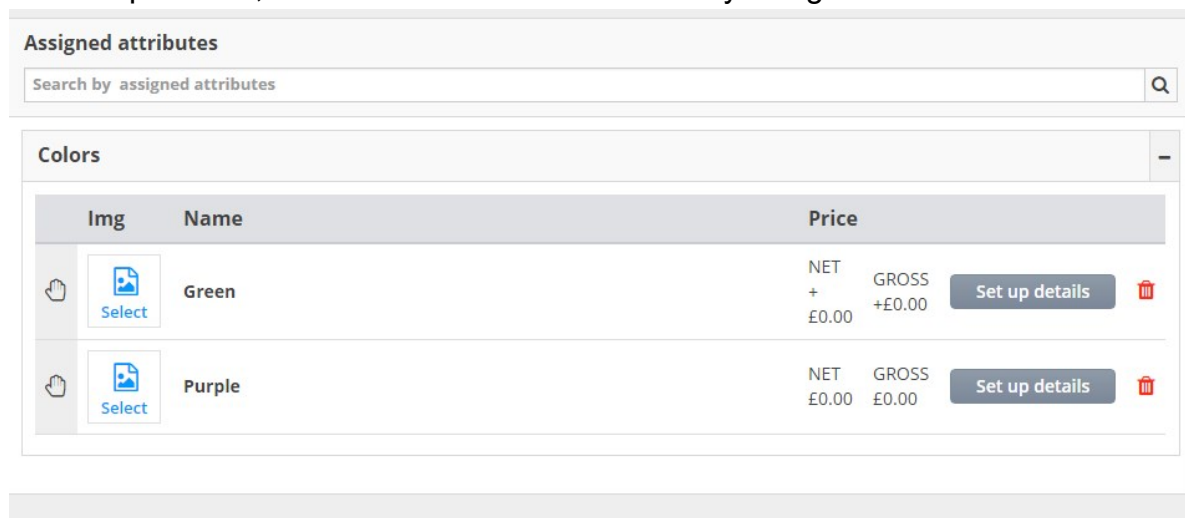 Assigned attributes
Search by assigned attributes
Colors
Img Name Price
Select
Green
NET
+
£0.00
GROSS
+£0.00
Set up details
Select
Purple
NET
£0.00
GROSS
£0.00
Set up details